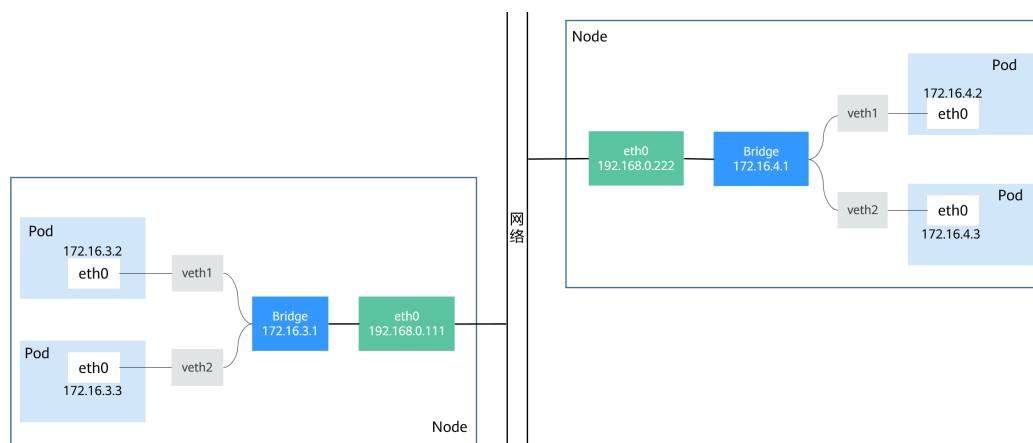 Pod
172.16.3.2
eth0
veth1
Pod
eth0
172.16.3.3
veth2
Bridge
172.16.3.1
eth0
192.168.0.111
Node
网
络
Node
eth0
192.168.0.222
Bridge
172.16.4.1
veth1
Pod
172.16.4.2
eth0
veth2
Pod
eth0
172.16.4.3